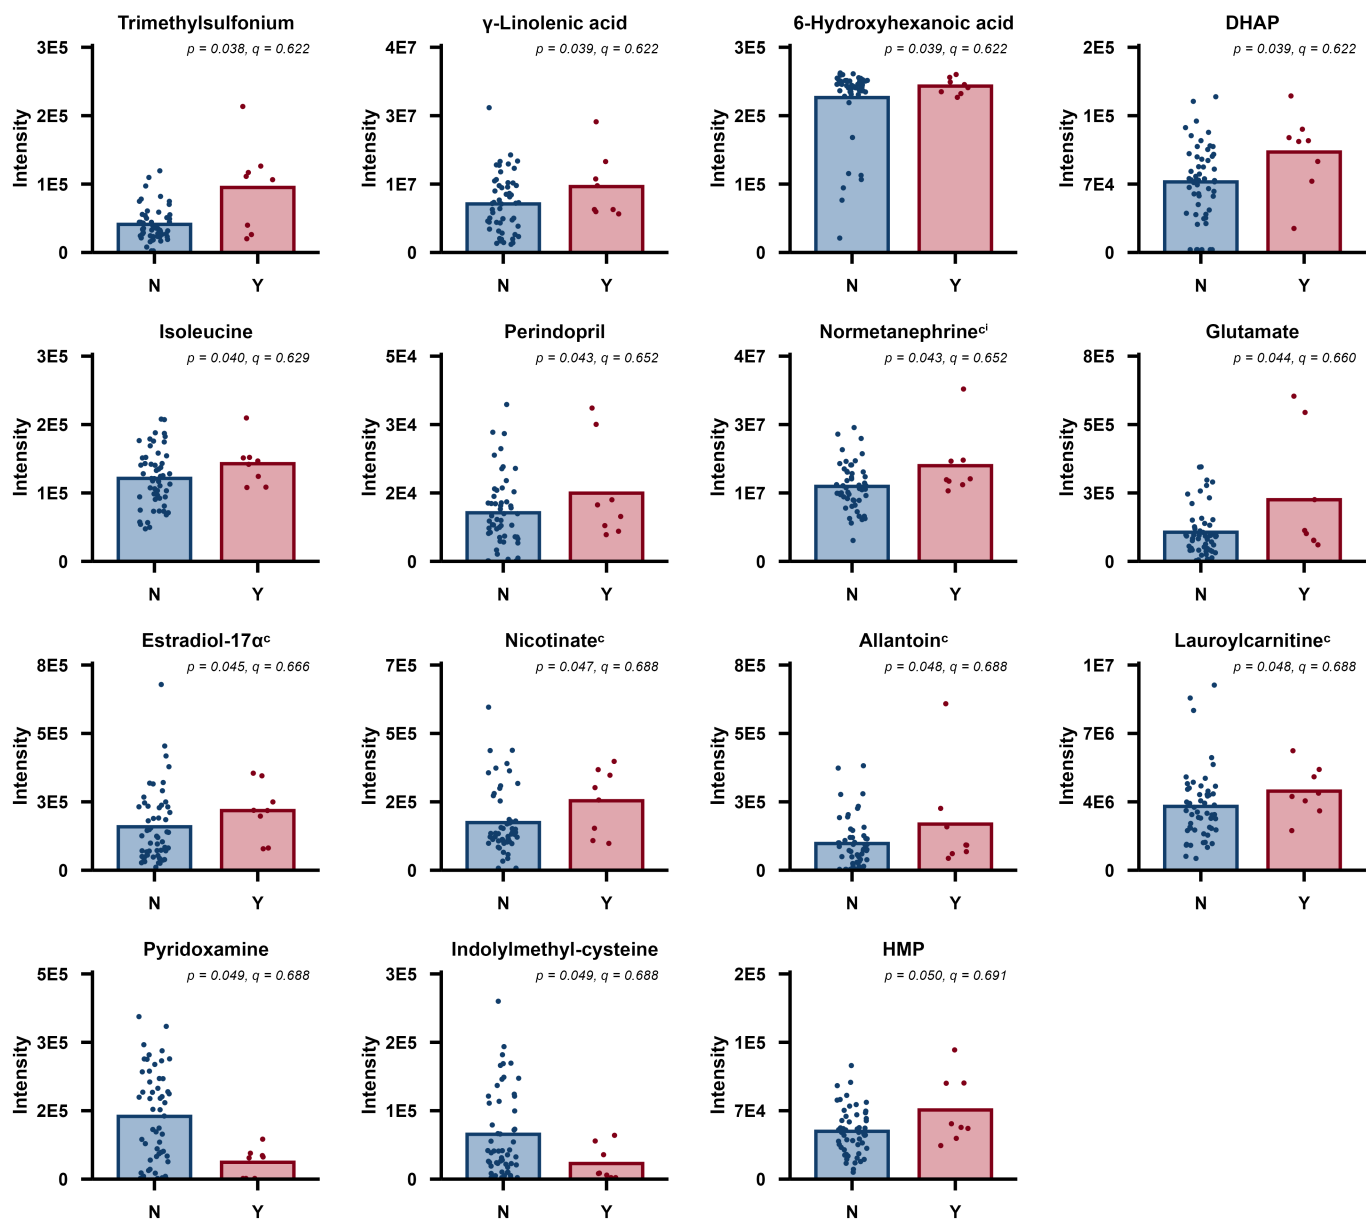 Trimethylsulfonium
p = 0.038, q = 0.622
Intensity
3E5
2E5
1E5
0
N
Y
γ-Linolenic acid
p = 0.039, q = 0.622
Intensity
4E7
3E7
1E7
0
N
Y
6-Hydroxyhexanoic acid
p = 0.039, q = 0.622
Intensity
3E5
2E5
1E5
0
N
Y
DHAP
p = 0.039, q = 0.622
Intensity
2E5
1E5
7E4
0
N
Y
Isoleucine
p = 0.040, q = 0.629
Intensity
3E5
2E5
1E5
0
N
Y
Perindopril
p = 0.043, q = 0.652
Intensity
5E4
3E4
2E4
0
N
Y
Normetanephrineᶜⁱ
p = 0.043, q = 0.652
Intensity
4E7
3E7
1E7
0
N
Y
Glutamate
p = 0.044, q = 0.660
Intensity
8E5
5E5
3E5
0
N
Y
Estradiol-17αᶜ
p = 0.045, q = 0.666
Intensity
8E5
5E5
3E5
0
N
Y
Nicotinateᶜ
p = 0.047, q = 0.688
Intensity
7E5
5E5
2E5
0
N
Y
Allantoinᶜ
p = 0.048, q = 0.688
Intensity
8E5
5E5
3E5
0
N
Y
Lauroylcarnitineᶜ
p = 0.048, q = 0.688
Intensity
1E7
7E6
4E6
0
N
Y
Pyridoxamine
p = 0.049, q = 0.688
Intensity
5E5
3E5
2E5
0
N
Y
Indolylmethyl-cysteine
p = 0.049, q = 0.688
Intensity
3E5
2E5
1E5
0
N
Y
HMP
p = 0.050, q = 0.691
Intensity
2E5
1E5
7E4
0
N
Y